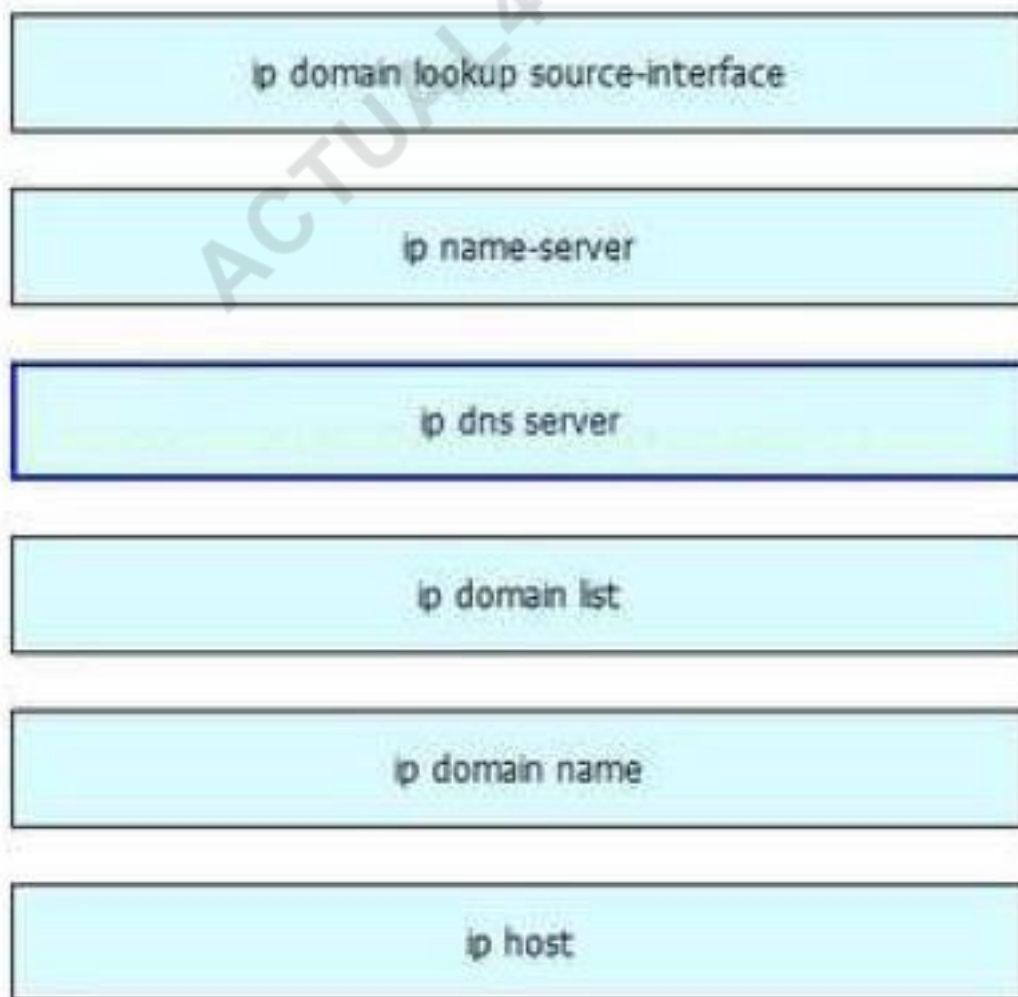 ip domain lookup source-interface
ACTUAL4
ip name-server
ip dns server
ip domain list
ip domain name
ip host